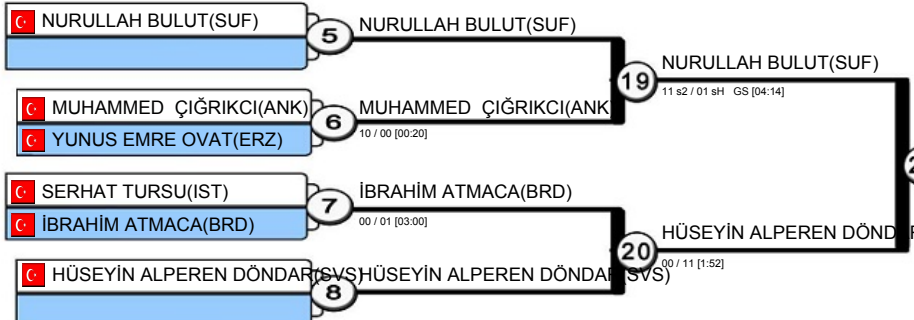 NURULLAH BULUT(SUF)
5
NURULLAH BULUT(SUF)
MUHAMMED ÇIĞRIKCI(ANK)
YUNUS EMRE OVAT(ERZ)
6
MUHAMMED ÇIĞRIKCI(ANK)
10 / 00 [00:20]
19
NURULLAH BULUT(SUF)
11 s2 / 01 sH GS [04:14]
SERHAT TURSU(IST)
İBRAHİM ATMACA(BRD)
7
İBRAHİM ATMACA(BRD)
00 / 01 [03:00]
HÜSEYİN ALPEREN DÖNDAR(SVS)
8
HÜSEYİN ALPEREN DÖNDAR(SVS)
20
HÜSEYİN ALPEREN
00 / 11 [1:52]